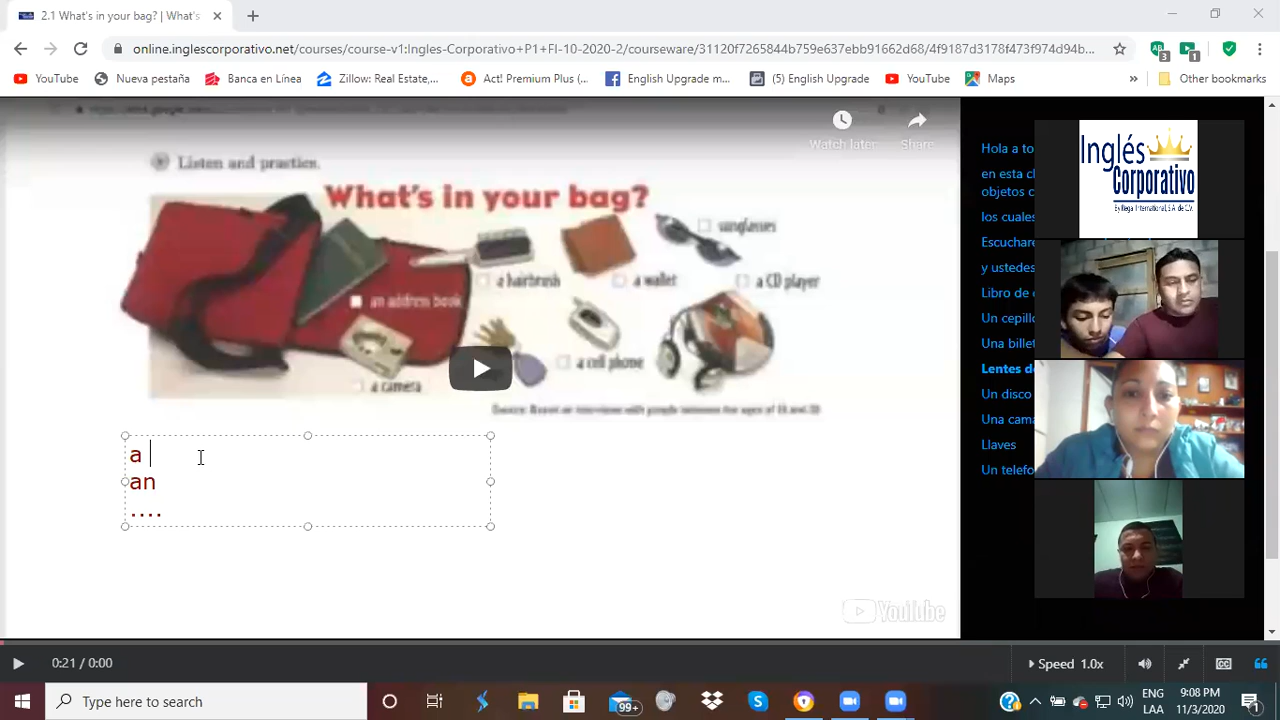 2.1 What's in your bag? | What's
online.inglescorporativo.net/courses/course-v1:Ingles-Corporativo+P1+FI-10-2020-2/courseware/31120f7265844b759e637ebb91662d68/4f9187d3178f473f974d94b...
3
1
YouTube
Nueva pestaña
Banca en Línea
Zillow: Real Estate,...
Act! Premium Plus (...
English Upgrade m...
(5) English Upgrade
YouTube
Maps
»
Other bookmarks
Watch later
Share
Listen and practice.
What's in your bag?
sunglasses
a hairbrush
a wallet
a CD player
an address book
a cell phone
a camera
a
an
....
YouTube
Hola a to
en esta cl
objetos c
los cuales
Escuchare
y ustedes
Libro de
Un cepill
Una billet
Lentes de
Un disco
Una cama
Llaves
Un telefo
Inglés
Corporativo
0:21 / 0:00
Speed 1.0x
Type here to search
99+
ENG
LAA
9:08 PM
11/3/2020
1